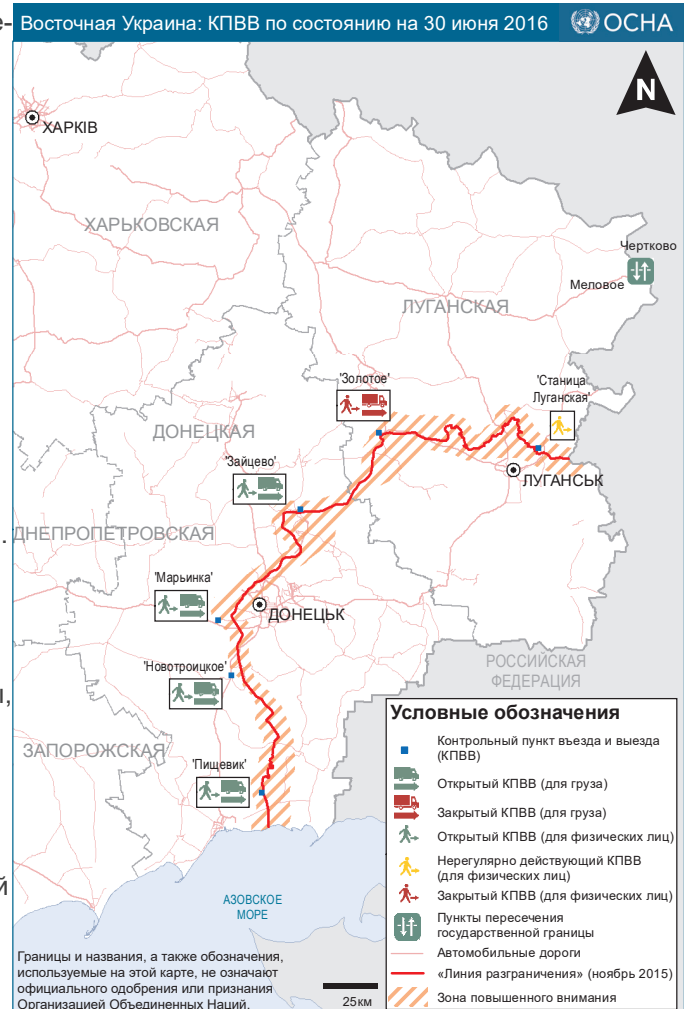 е-
Восточная Украина: КПВВ по состоянию на 30 июня 2016
OCHA
N
ХАРКІВ
ХАРЬКОВСКАЯ
Чертково
Меловое
ЛУГАНСКАЯ
'Золотое'
'Станица
Луганская'
ДОНЕЦКАЯ
'Зайцево'
ЛУГАНСЬК
.
ДНЕПРОПЕТРОВСКАЯ
'Марьинка'
ДОНЕЦЬК
'Новотроицкое'
РОССИЙСКАЯ
ФЕДЕРАЦИЯ
ы,
ЗАПОРОЖСКАЯ
'Пищевик'
й
АЗОВСКОЕ
МОРЕ
Условные обозначения
Контрольный пункт въезда и выезда
(КПВВ)
Открытый КПВВ (для груза)
Закрытый КПВВ (для груза)
Открытый КПВВ (для физических лиц)
Нерегулярно действующий КПВВ
(для физических лиц)
Закрытый КПВВ (для физических лиц)
Пункты пересечения
государственной границы
Автомобильные дороги
«Линия разграничения» (ноябрь 2015)
Зона повышенного внимания
Границы и названия, а также обозначения,
используемые на этой карте, не означают
официального одобрения или признания
Организацией Объединенных Наций.
25км